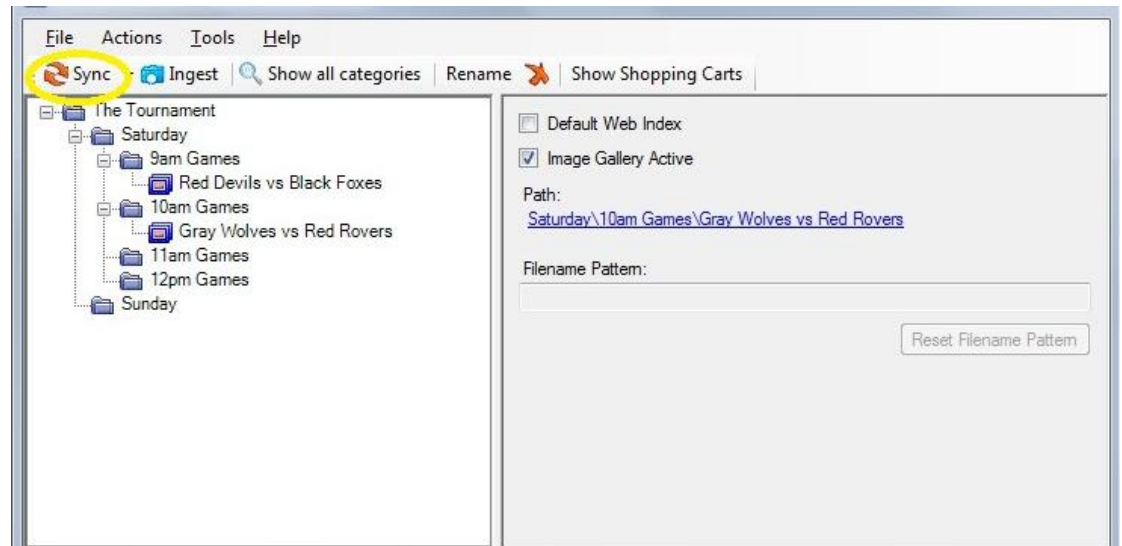 File Actions Tools Help
Sync Ingest Show all categories Rename Show Shopping Carts
The Tournament
Saturday
9am Games
Red Devils vs Black Foxes
10am Games
Gray Wolves vs Red Rovers
11am Games
12pm Games
Sunday
Default Web Index
Image Gallery Active
Path:
Saturday\10am Games\Gray Wolves vs Red Rovers
Filename Pattern:
Reset Filename Pattern